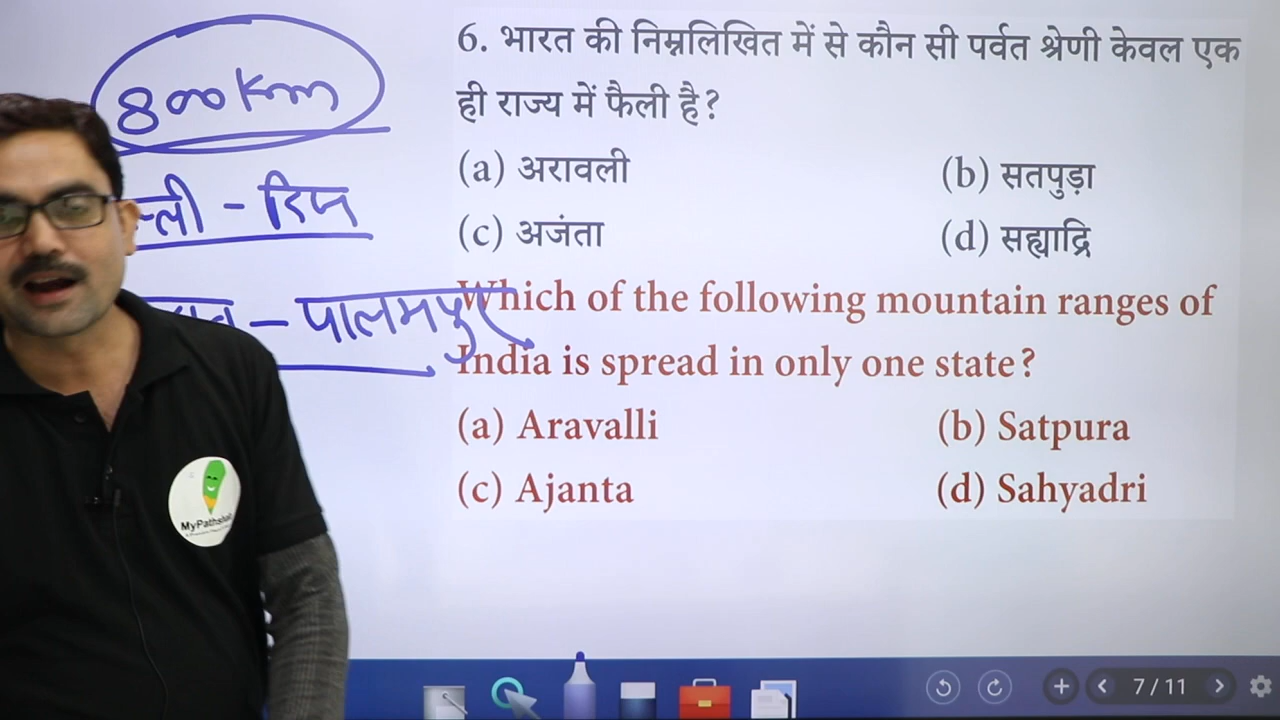 800 Km
6. भारत की निम्नलिखित में से कौन सी पर्वत श्रेणी केवल एक
ही राज्य में फैली है?
(a) अरावली (b) सतपुड़ा
(c) अजंता (d) सह्याद्रि
– पालमपुर
Which of the following mountain ranges of
India is spread in only one state?
(a) Aravalli (b) Satpura
(c) Ajanta (d) Sahyadri
MyPathshala
7 / 11